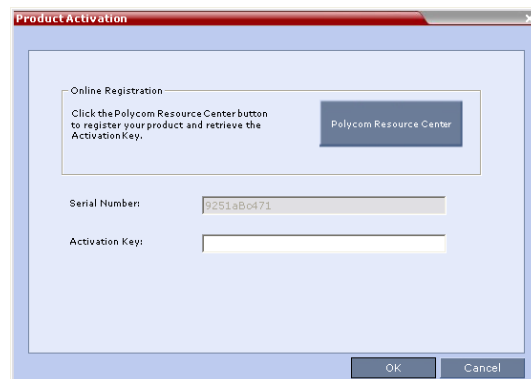 Product Activation
Online Registration
Click the Polycom Resource Center button
to register your product and retrieve the
Activation Key.
Polycom Resource Center
Serial Number:
9251aBc471
Activation Key:
OK
Cancel